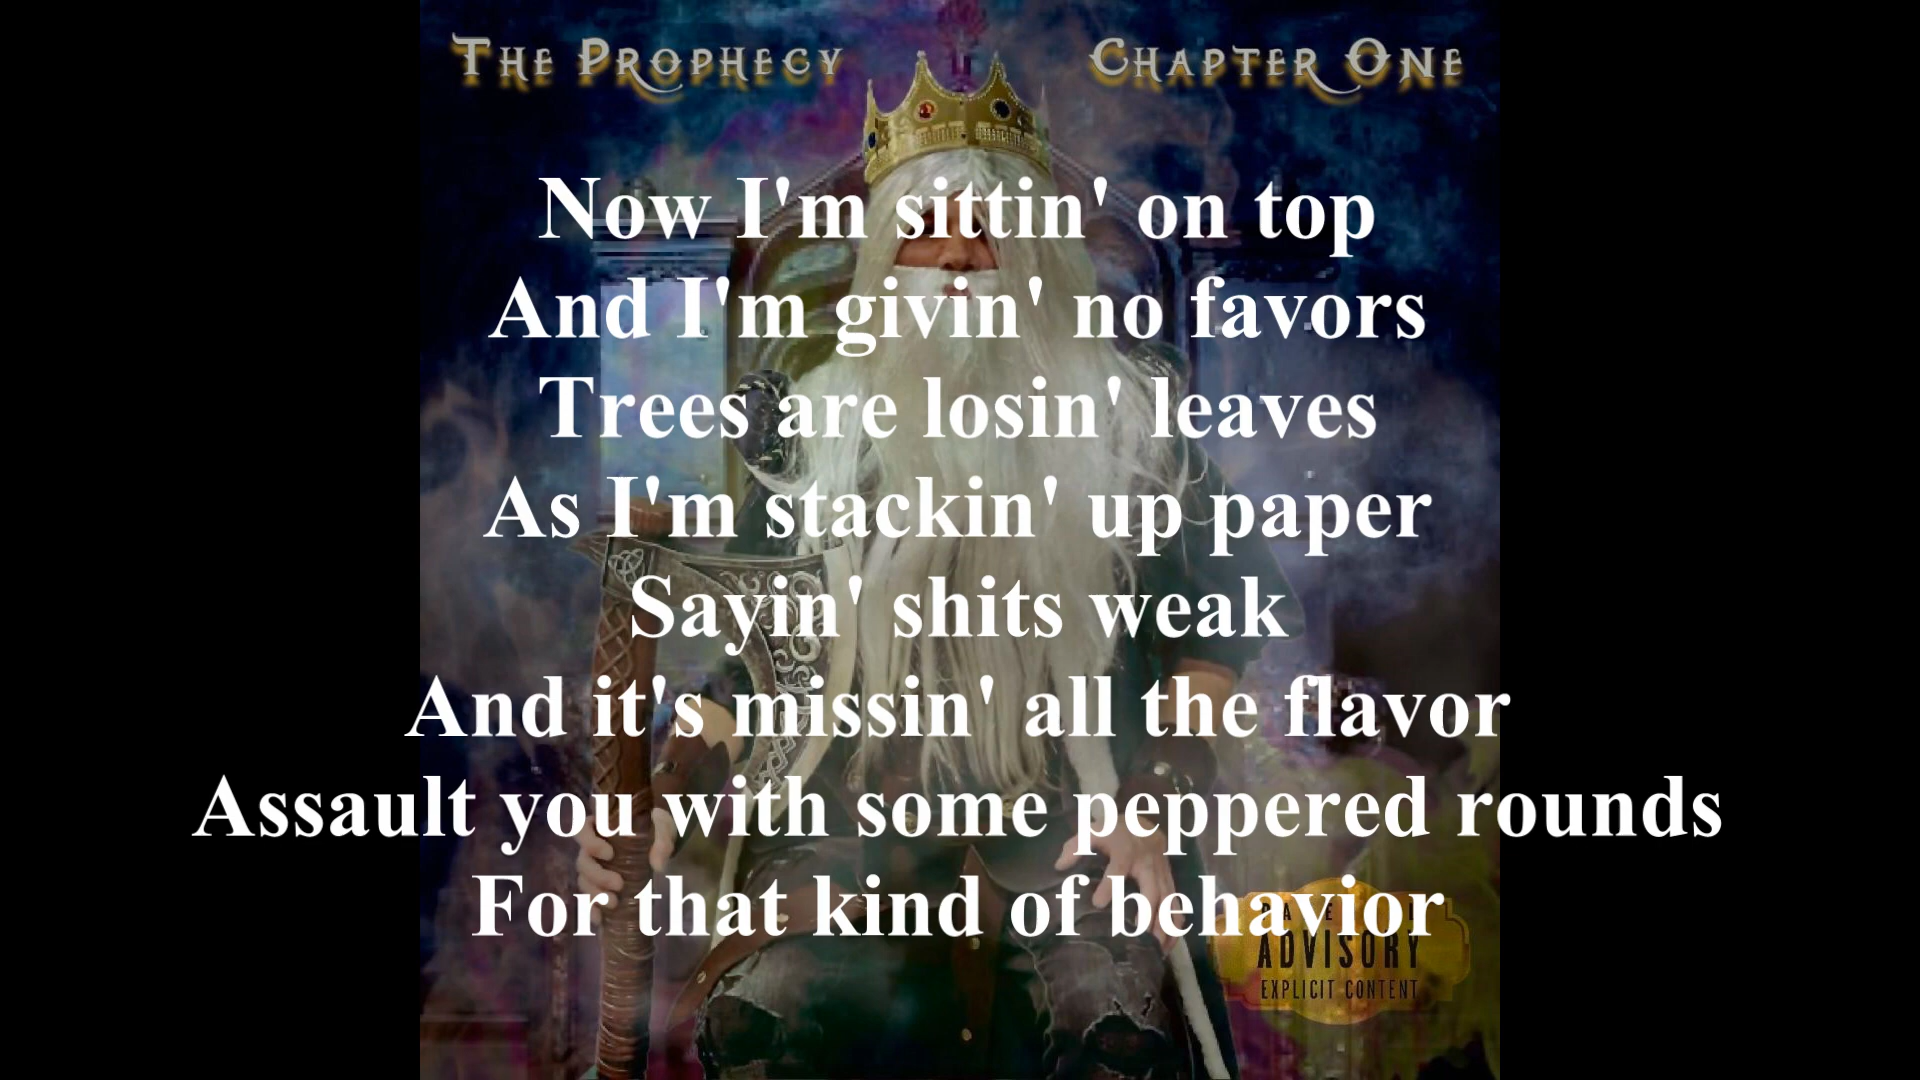 THE PROPHECY CHAPTER ONE
Now I'm sittin' on top
And I'm givin' no favors
Trees are losin' leaves
As I'm stackin' up paper
Sayin' shits weak
And it's missin' all the flavor
Assault you with some peppered rounds
For that kind of behavior
ADVISORY
EXPLICIT CONTENT